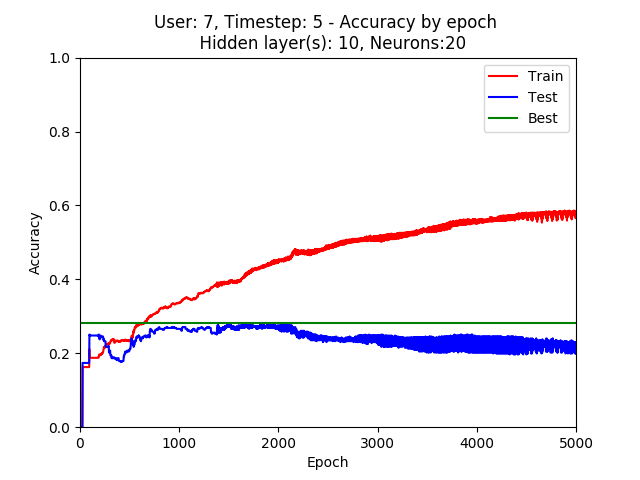 User: 7, Timestep: 5 - Accuracy by epoch
Hidden layer(s): 10, Neurons:20
1.0
Train
Test
Best
0.8
0.6
Accuracy
0.4
0.2
0.0
0 1000 2000 3000 4000 5000
Epoch